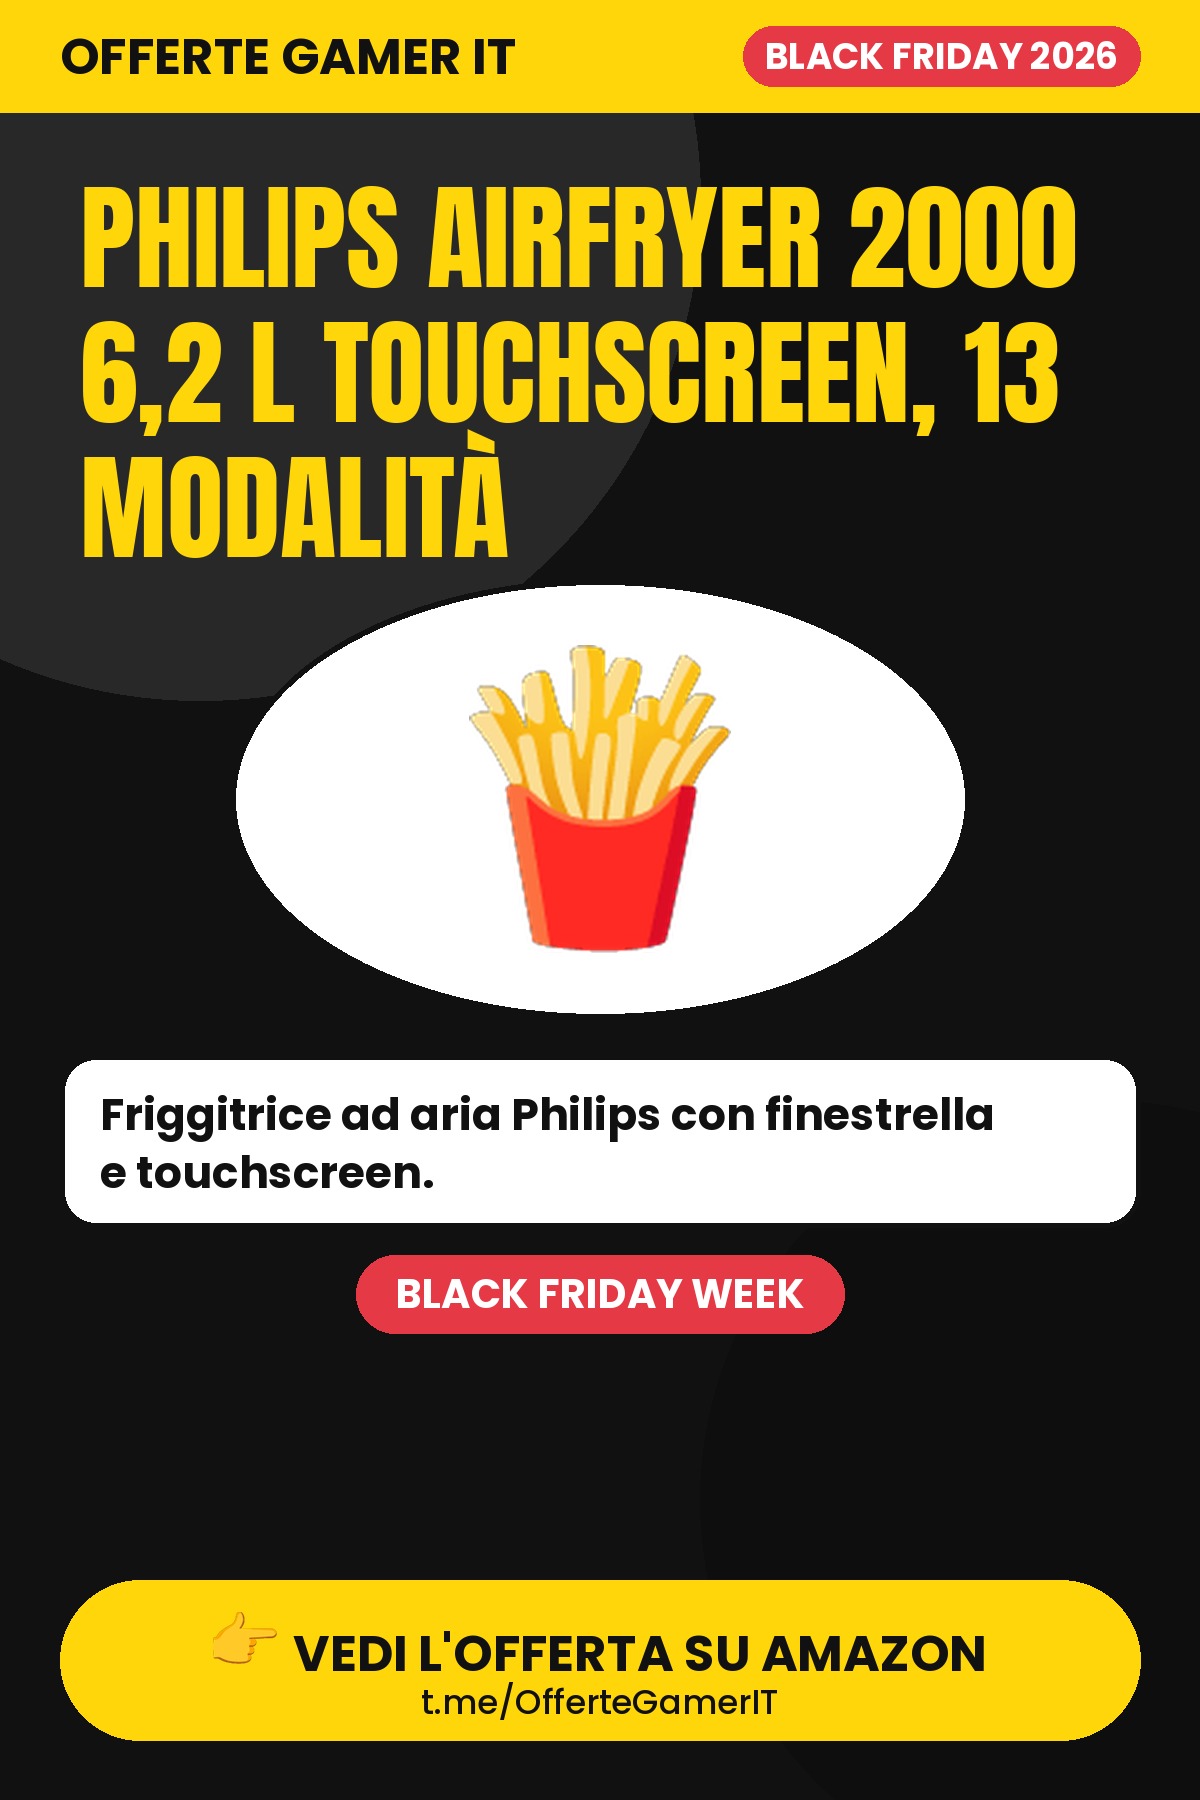 OFFERTE GAMER IT
BLACK FRIDAY 2026
PHILIPS AIRFRYER 2000
6,2 L TOUCHSCREEN, 13
MODALITÀ
Friggitrice ad aria Philips con finestrella
e touchscreen.
BLACK FRIDAY WEEK
VEDI L'OFFERTA SU AMAZON
t.me/OfferteGamerIT